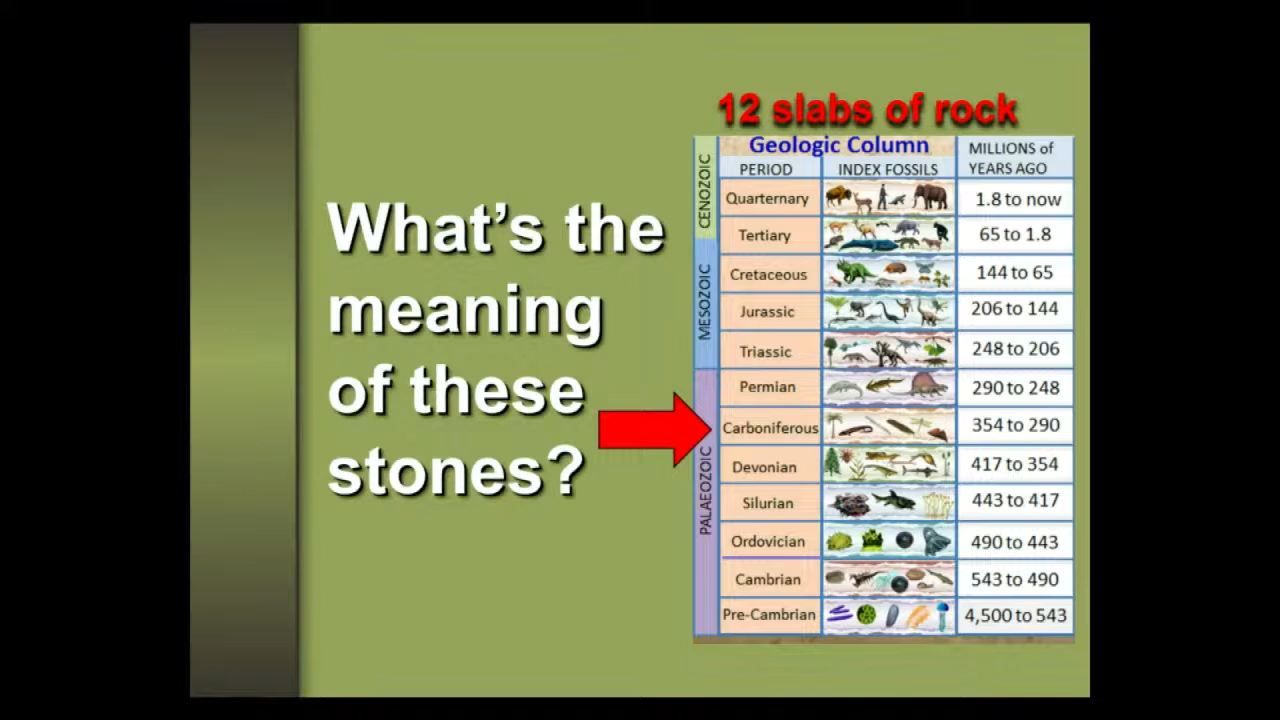 What's the
meaning
of these
stones?
12 slabs of rock
Geologic Column
PERIOD INDEX FOSSILS MILLIONS of
YEARS AGO
CENOZOIC
Quarternary 1.8 to now
Tertiary 65 to 1.8
MESOZOIC
Cretaceous 144 to 65
Jurassic 206 to 144
Triassic 248 to 206
PALAEOZOIC
Permian 290 to 248
Carboniferous 354 to 290
Devonian 417 to 354
Silurian 443 to 417
Ordovician 490 to 443
Cambrian 543 to 490
Pre-Cambrian 4,500 to 543